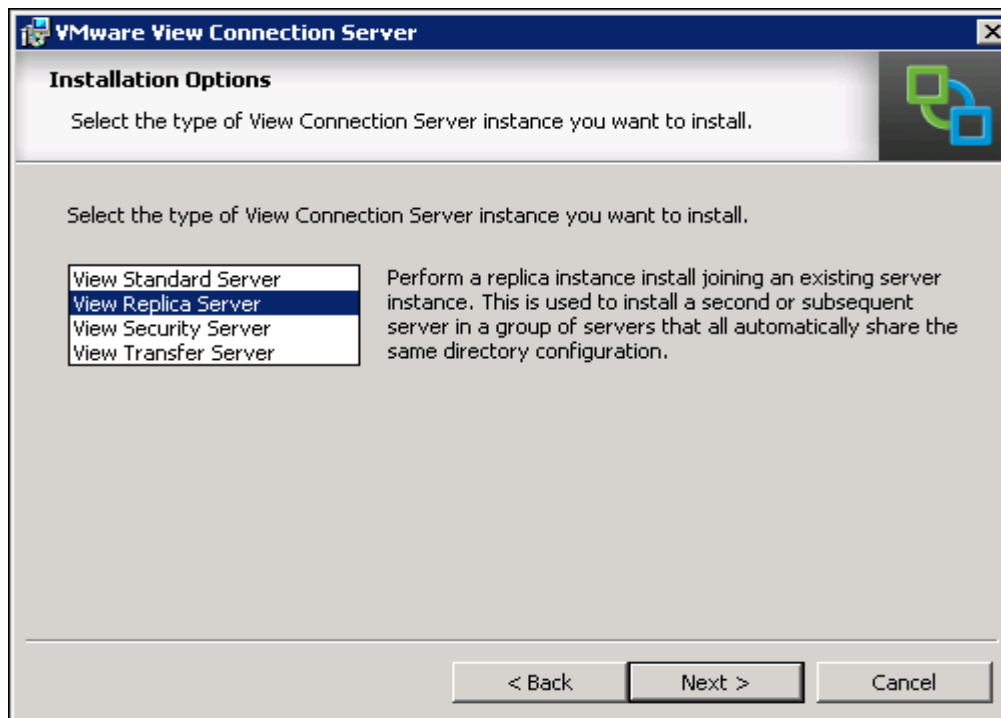 VMware View Connection Server
Installation Options
Select the type of View Connection Server instance you want to install.
Select the type of View Connection Server instance you want to install.
View Standard Server
View Replica Server
View Security Server
View Transfer Server
Perform a replica instance install joining an existing server
instance. This is used to install a second or subsequent
server in a group of servers that all automatically share the
same directory configuration.
< Back
Next >
Cancel